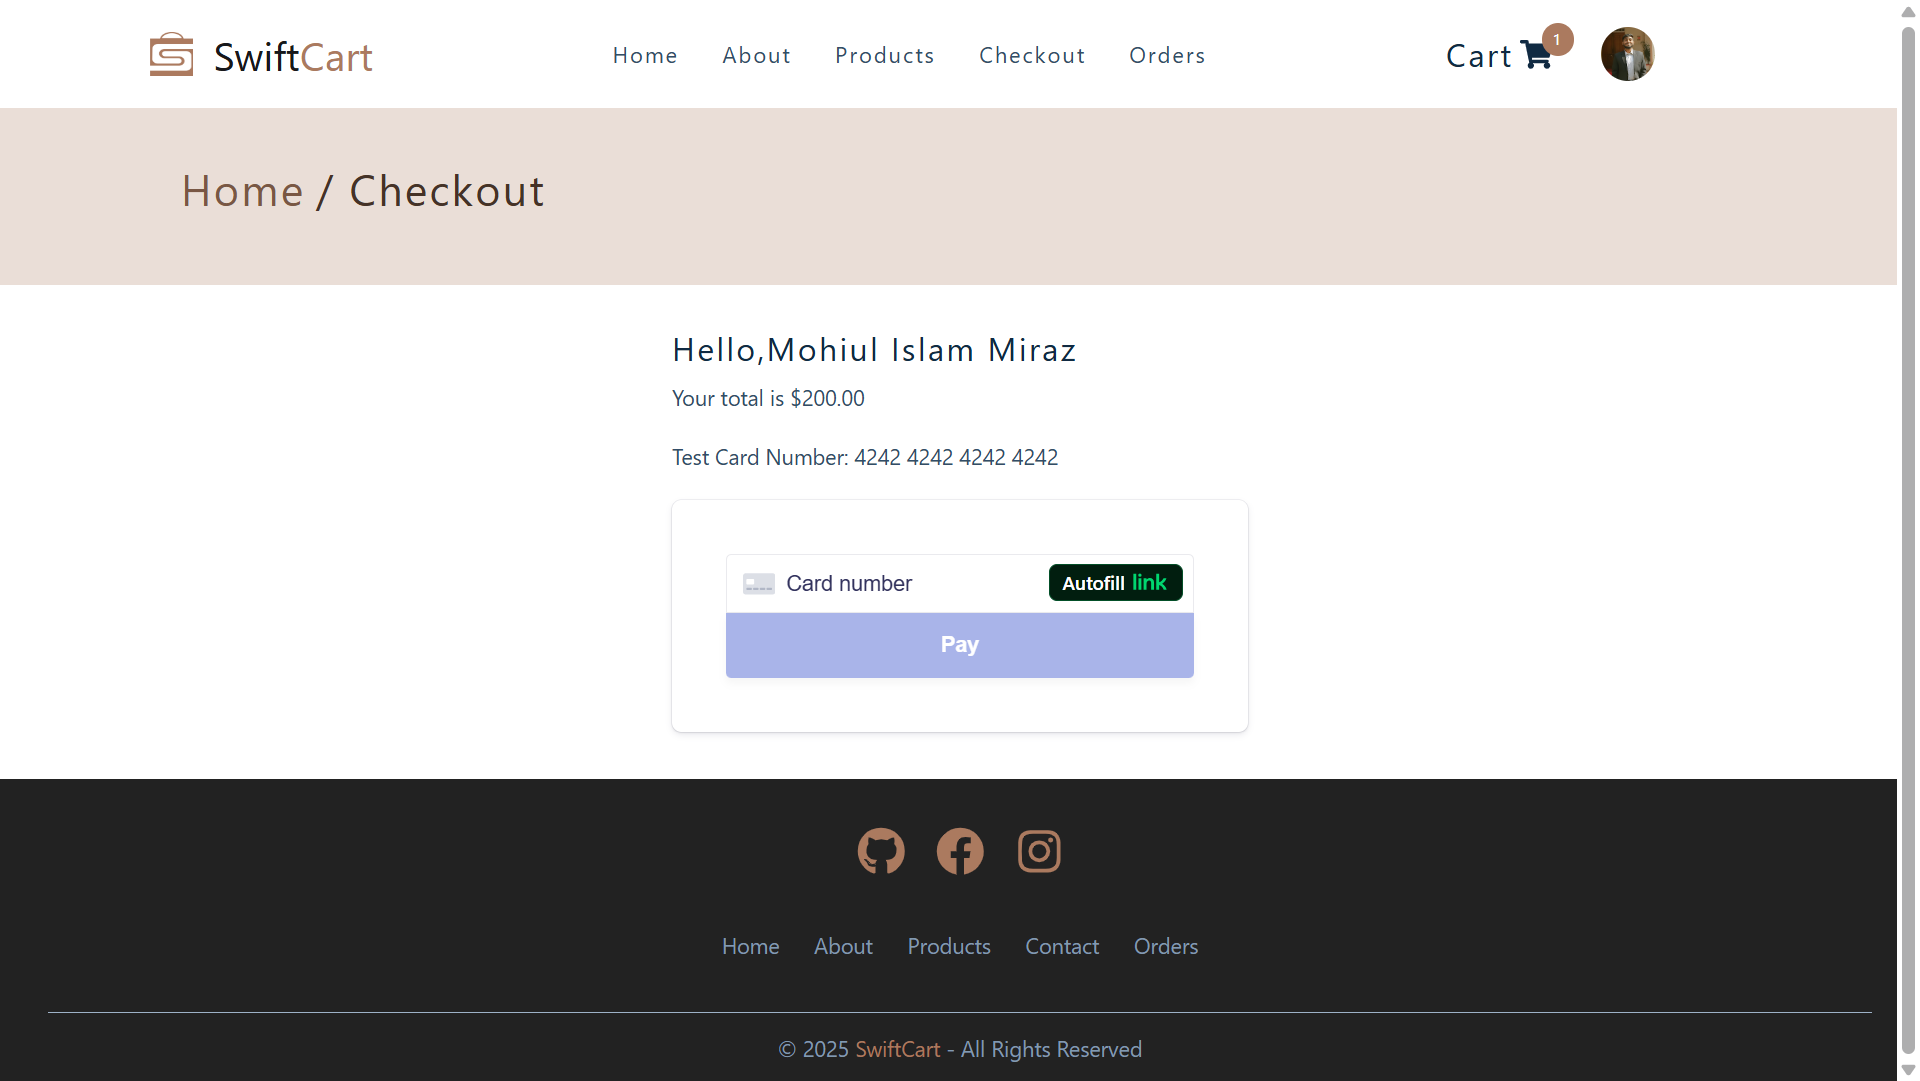 SwiftCart
Home About Products Checkout Orders
Cart 1
Home / Checkout
Hello,Mohiul Islam Miraz
Your total is $200.00
Test Card Number: 4242 4242 4242 4242
Card number Autofill link
Pay
Home About Products Contact Orders
© 2025 SwiftCart - All Rights Reserved